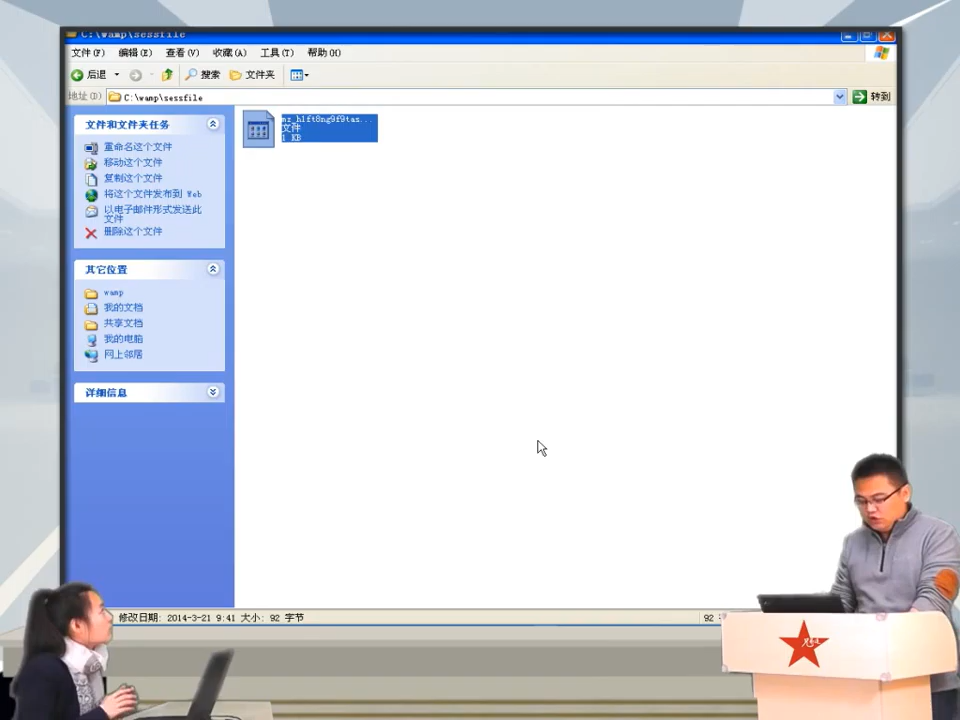 C:\wamp\sessfile
文件(F) 编辑(E) 查看(V) 收藏(A) 工具(T) 帮助(H)
后退 搜索 文件夹
地址(D) C:\wamp\sessfile 转到
文件和文件夹任务
重命名这个文件
移动这个文件
复制这个文件
将这个文件发布到 Web
以电子邮件形式发送此
文件
删除这个文件
其它位置
wamp
我的文档
共享文档
我的电脑
网上邻居
详细信息
文件
1 KB
修改日期: 2014-3-21 9:41 大小: 92 字节
92